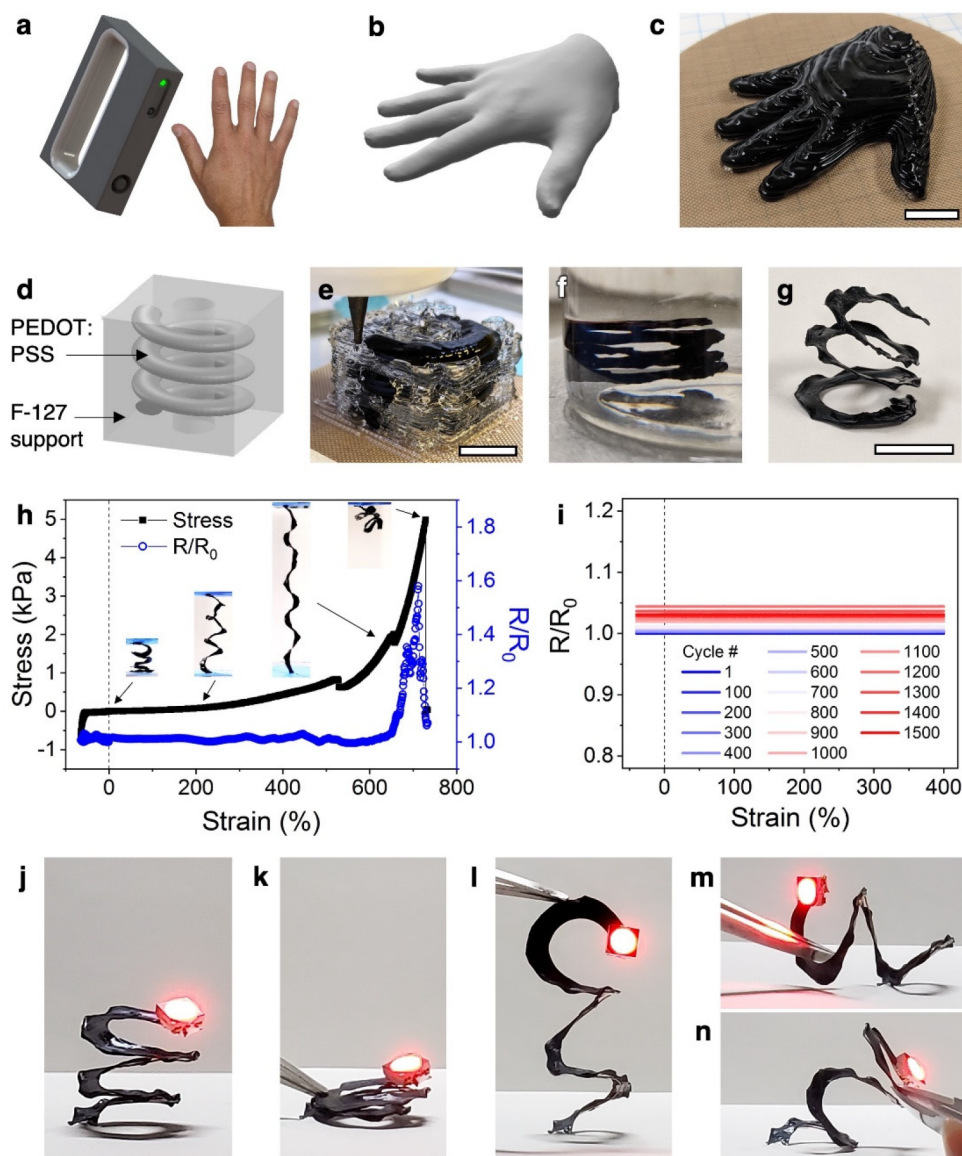 a
b
c
d
PEDOT:
PSS
F-127
support
e
f
g
h
Stress
R/R0
Stress (kPa)
5
4
3
2
1
0
-1
1.8
1.6
1.4
1.2
1.0
R/R0
0
200
400
600
800
Strain (%)
i
R/R0
1.2
1.1
1.0
0.9
0.8
Cycle #
1
100
200
300
400
500
600
700
800
900
1000
1100
1200
1300
1400
1500
0
100
200
300
400
Strain (%)
j
k
l
m
n